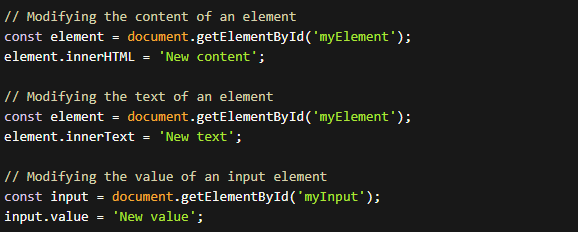 // Modifying the content of an element
const element = document.getElementById('myElement');
element.innerHTML = 'New content';
// Modifying the text of an element
const element = document.getElementById('myElement');
element.innerText = 'New text';
// Modifying the value of an input element
const input = document.getElementById('myInput');
input.value = 'New value';